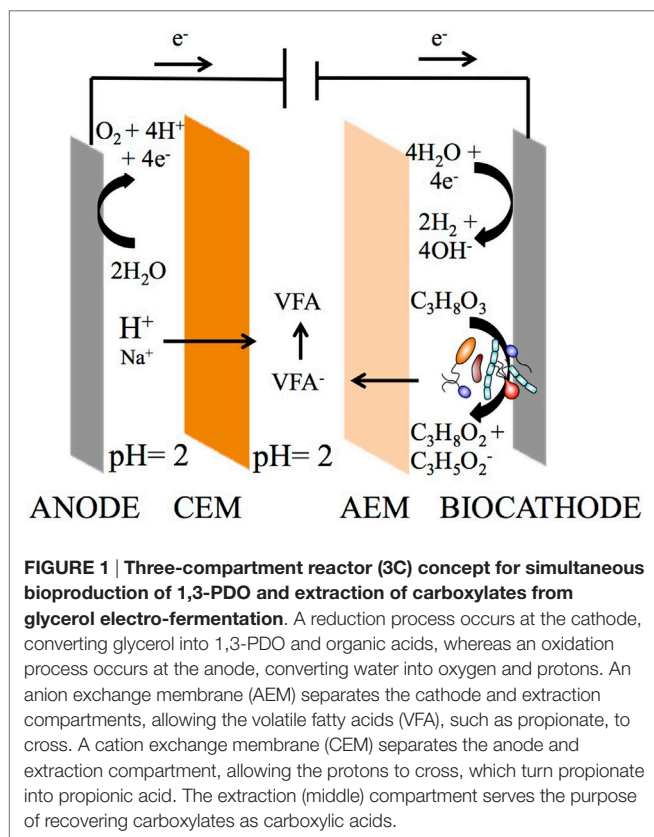 e⁻ e⁻
O₂ + 4H⁺
+ 4e⁻
2H₂O
H⁺
Na⁺
pH= 2
VFA
VFA⁻
pH= 2
4H₂O +
4e⁻
2H₂ +
4OH⁻
C₃H₈O₃
C₃H₈O₂ +
C₃H₅O₂⁻
ANODE CEM AEM BIOCATHODE
FIGURE 1 | Three-compartment reactor (3C) concept for simultaneous
bioproduction of 1,3-PDO and extraction of carboxylates from
glycerol electro-fermentation. A reduction process occurs at the cathode,
converting glycerol into 1,3-PDO and organic acids, whereas an oxidation
process occurs at the anode, converting water into oxygen and protons. An
anion exchange membrane (AEM) separates the cathode and extraction
compartments, allowing the volatile fatty acids (VFA), such as propionate, to
cross. A cation exchange membrane (CEM) separates the anode and
extraction compartment, allowing the protons to cross, which turn propionate
into propionic acid. The extraction (middle) compartment serves the purpose
of recovering carboxylates as carboxylic acids.